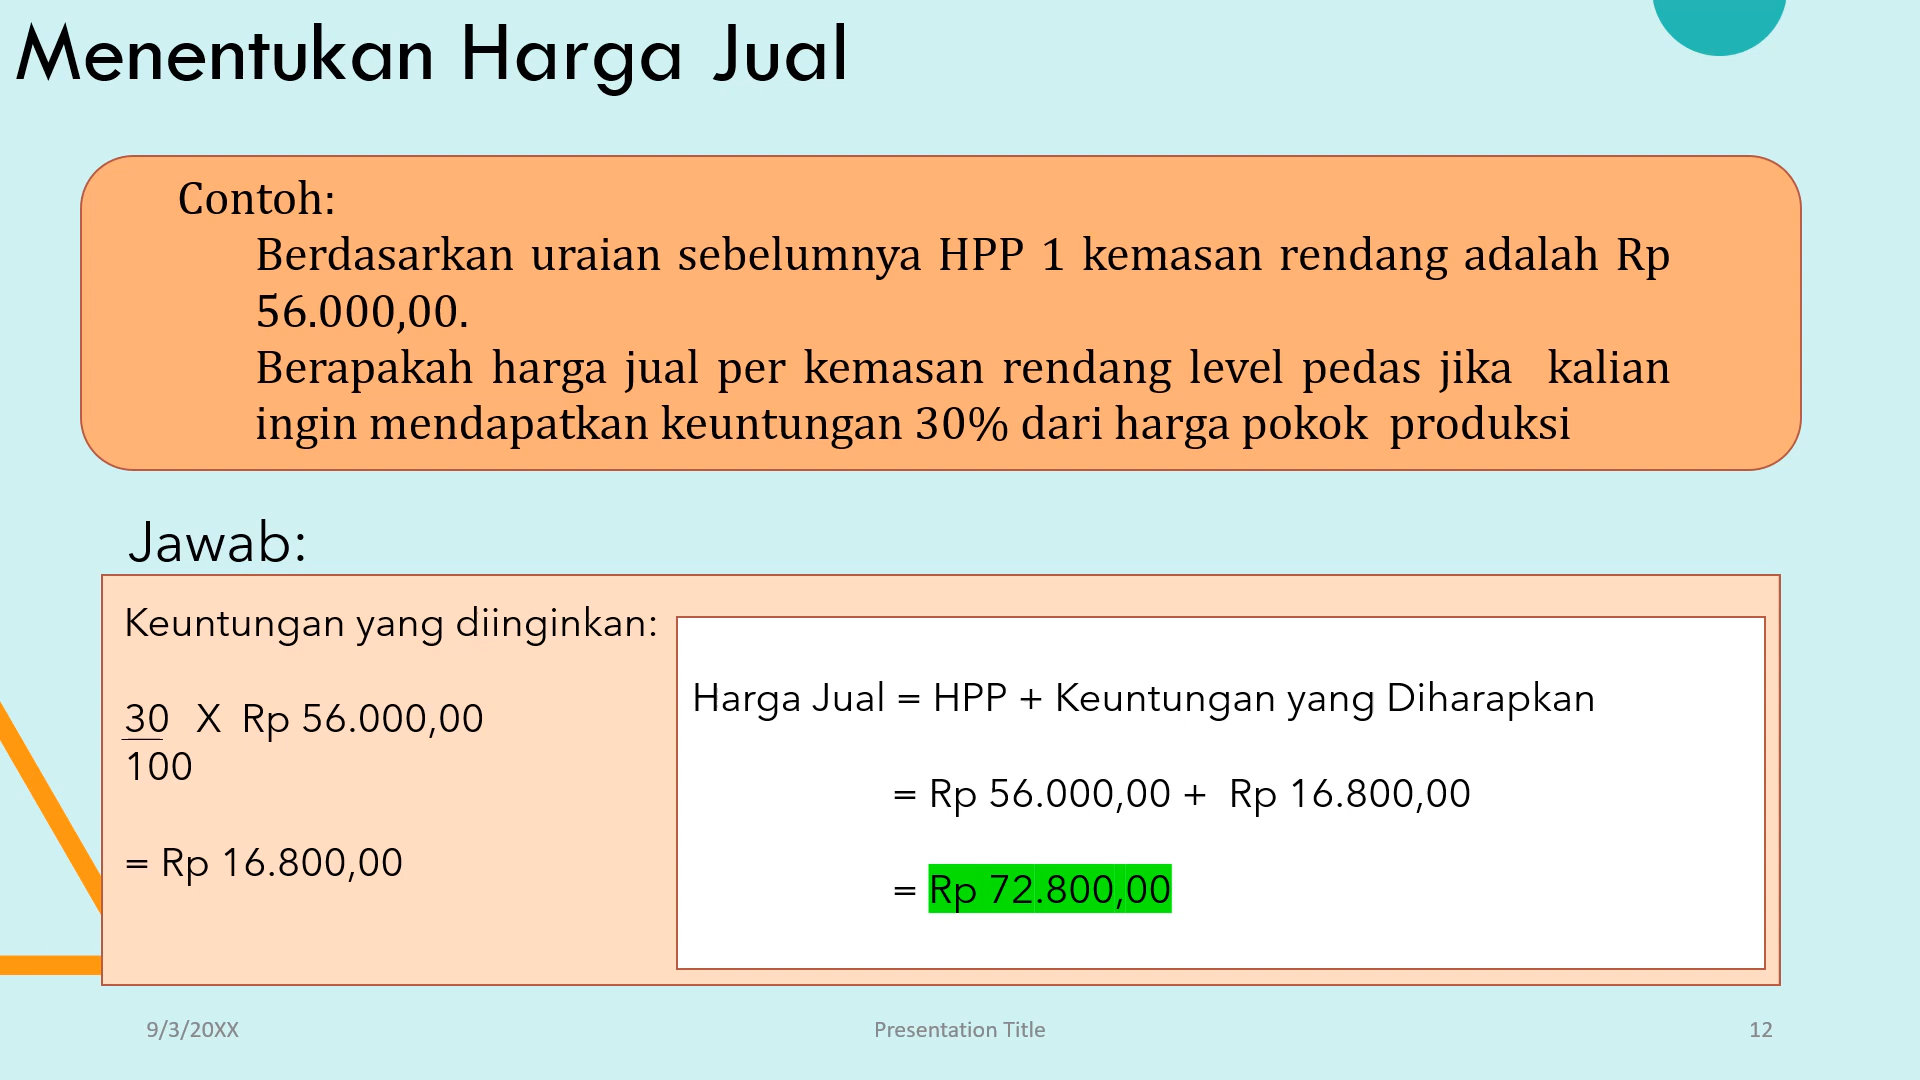 Menentukan Harga Jual
Contoh:
Berdasarkan uraian sebelumnya HPP 1 kemasan rendang adalah Rp
56.000,00.
Berapakah harga jual per kemasan rendang level pedas jika kalian
ingin mendapatkan keuntungan 30% dari harga pokok produksi
Jawab:
Keuntungan yang diinginkan:
30 X Rp 56.000,00
100
= Rp 16.800,00
Harga Jual = HPP + Keuntungan yang Diharapkan
= Rp 56.000,00 + Rp 16.800,00
= Rp 72.800,00
9/3/20XX
Presentation Title
12